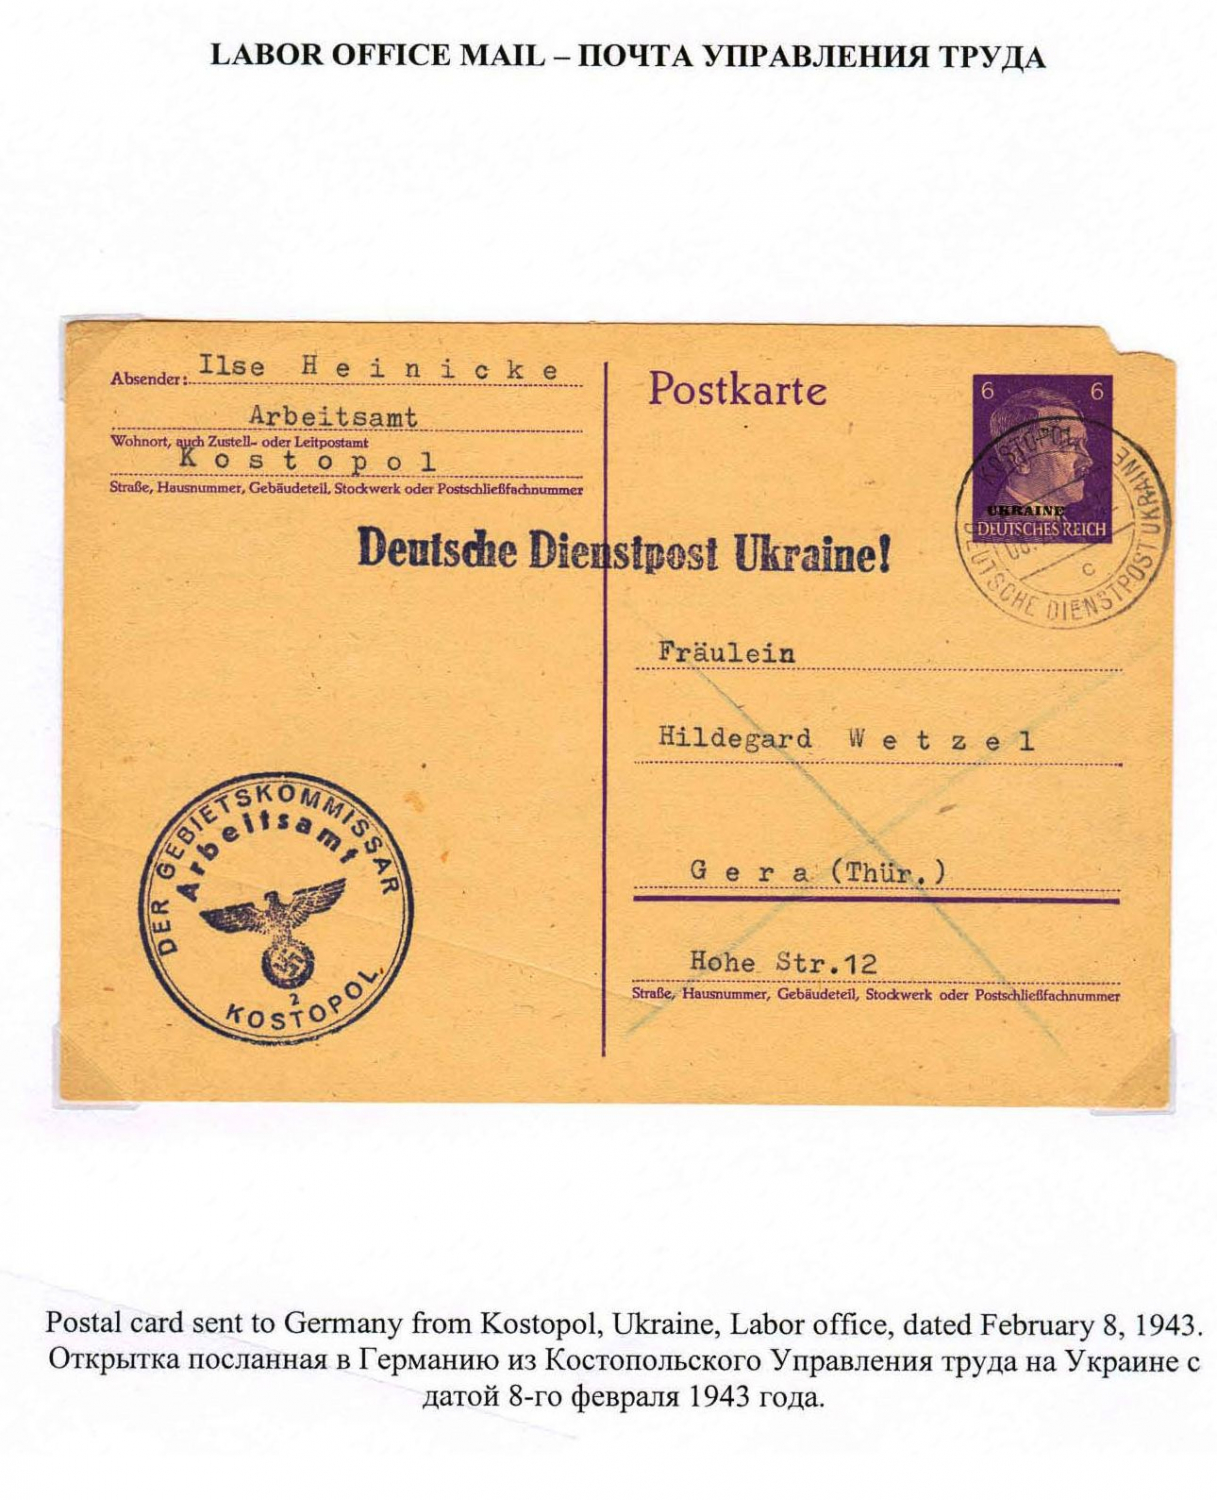 LABOR OFFICE MAIL – ПОЧТА УПРАВЛЕНИЯ ТРУДА
Absender: Ilse Heinicke
Arbeitsamt
Wohnort, auch Zustell- oder Leitpostamt
Kostopol
Straße, Hausnummer, Gebäudeteil, Stockwerk oder Postschließfachnummer
Postkarte
6 6
UKRAINE
DEUTSCHES REICH
KOSTOPOL
UKRAINE
DEUTSCHE DIENSTPOST UKRAINE
c
Deutsche Dienstpost Ukraine!
Fräulein
Hildegard Wetzel
Gera (Thür.)
Hohe Str.12
Straße, Hausnummer, Gebäudeteil, Stockwerk oder Postschließfachnummer
DER GEBIETSKOMMISSAR
Arbeitsamt
2
KOSTOPOL
Postal card sent to Germany from Kostopol, Ukraine, Labor office, dated February 8, 1943.
Открытка посланная в Германию из Костопольского Управления труда на Украине с
датой 8-го февраля 1943 года.